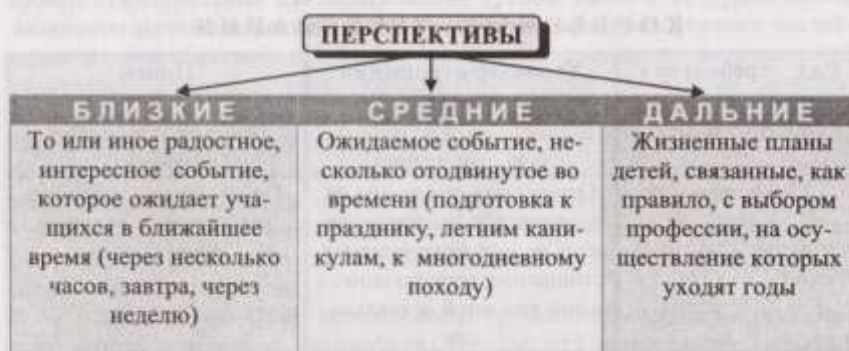 ПЕРСПЕКТИВЫ
БЛИЗКИЕ
То или иное радостное,
интересное событие,
которое ожидает уча-
щихся в ближайшее
время (через несколько
часов, завтра, через
неделю)
СРЕДНИЕ
Ожидаемое событие, не-
сколько отодвинутое во
времени (подготовка к
празднику, летним кани-
кулам, к многодневному
походу)
ДАЛЬНИЕ
Жизненные планы
детей, связанные, как
правило, с выбором
профессии, на осу-
ществление которых
уходят годы